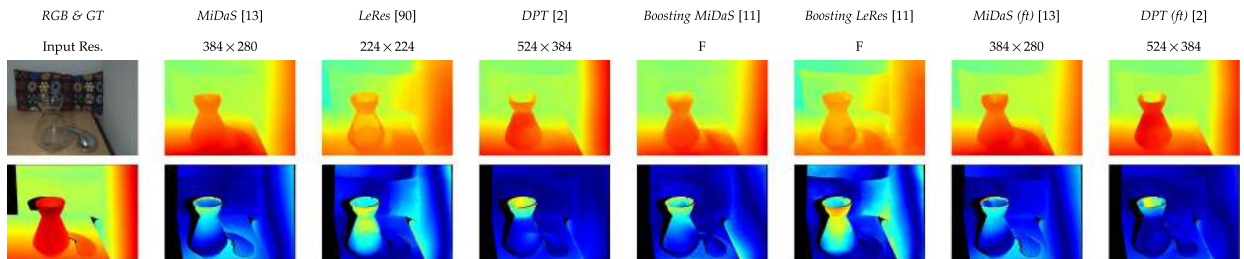 RGB & GT MiDaS [13] LeRes [90] DPT [2] Boosting MiDaS [11] Boosting LeRes [11] MiDaS (ft) [13] DPT (ft) [2]
Input Res. 384 × 280 224 × 224 524 × 384 F F 384 × 280 524 × 384